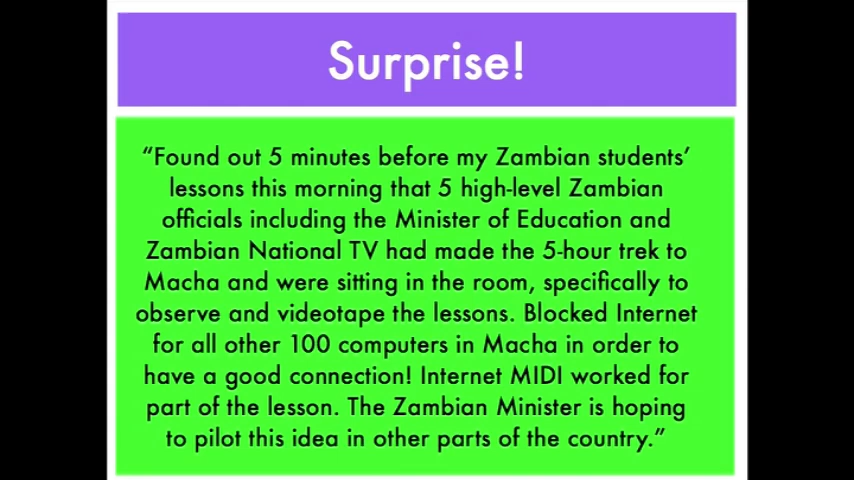 Surprise!
“Found out 5 minutes before my Zambian students’
lessons this morning that 5 high-level Zambian
officials including the Minister of Education and
Zambian National TV had made the 5-hour trek to
Macha and were sitting in the room, specifically to
observe and videotape the lessons. Blocked Internet
for all other 100 computers in Macha in order to
have a good connection! Internet MIDI worked for
part of the lesson. The Zambian Minister is hoping
to pilot this idea in other parts of the country.”